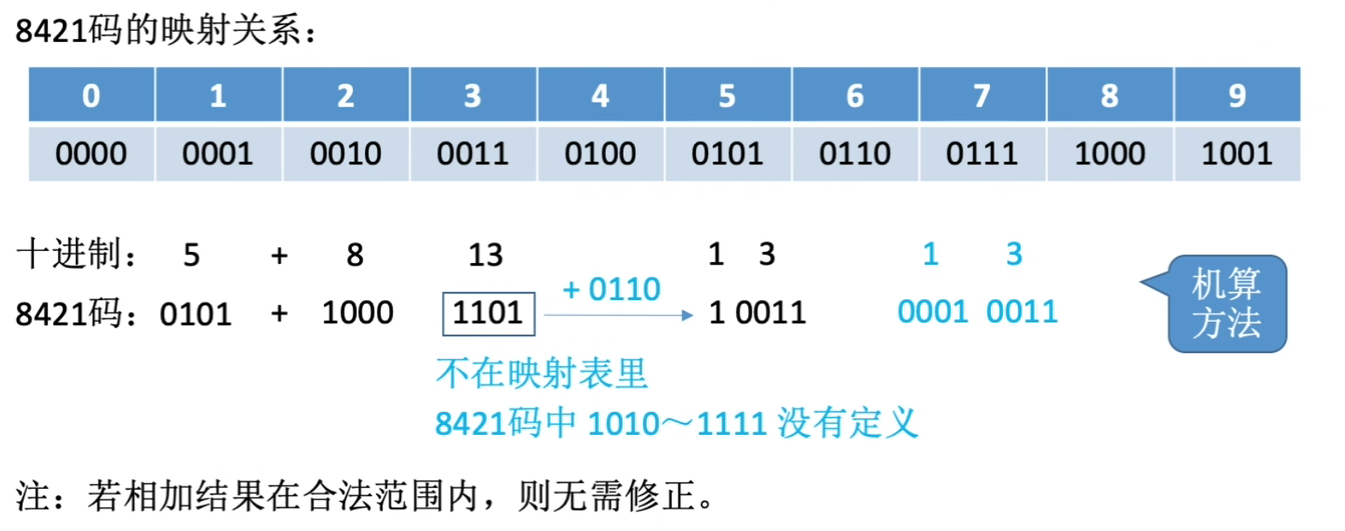 8421码的映射关系：
0 1 2 3 4 5 6 7 8 9
0000 0001 0010 0011 0100 0101 0110 0111 1000 1001
十进制： 5 + 8 13 1 3 1 3
+ 0110
8421码：0101 + 1000 1101 1 0011 0001 0011
机算
方法
不在映射表里
8421码中 1010～1111 没有定义
注：若相加结果在合法范围内，则无需修正。